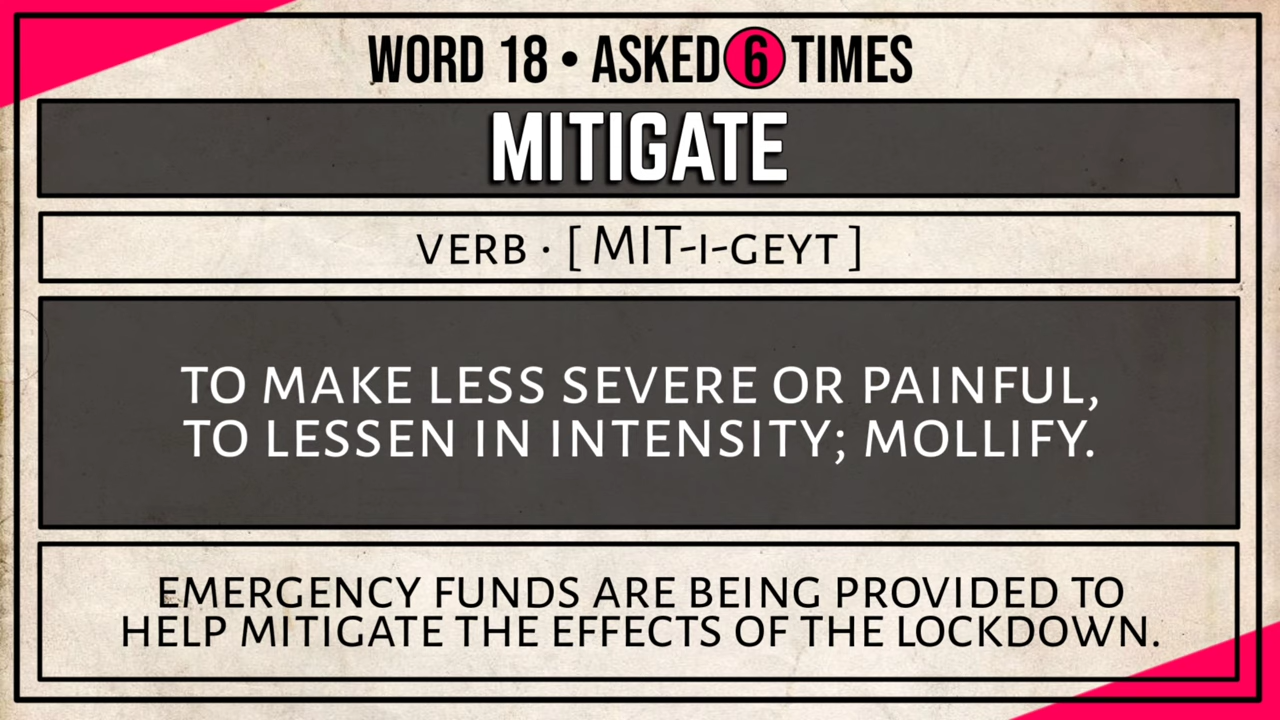 WORD 18 • ASKED 6 TIMES
MITIGATE
VERB · [ MIT-I-GEYT ]
TO MAKE LESS SEVERE OR PAINFUL,
TO LESSEN IN INTENSITY; MOLLIFY.
EMERGENCY FUNDS ARE BEING PROVIDED TO
HELP MITIGATE THE EFFECTS OF THE LOCKDOWN.